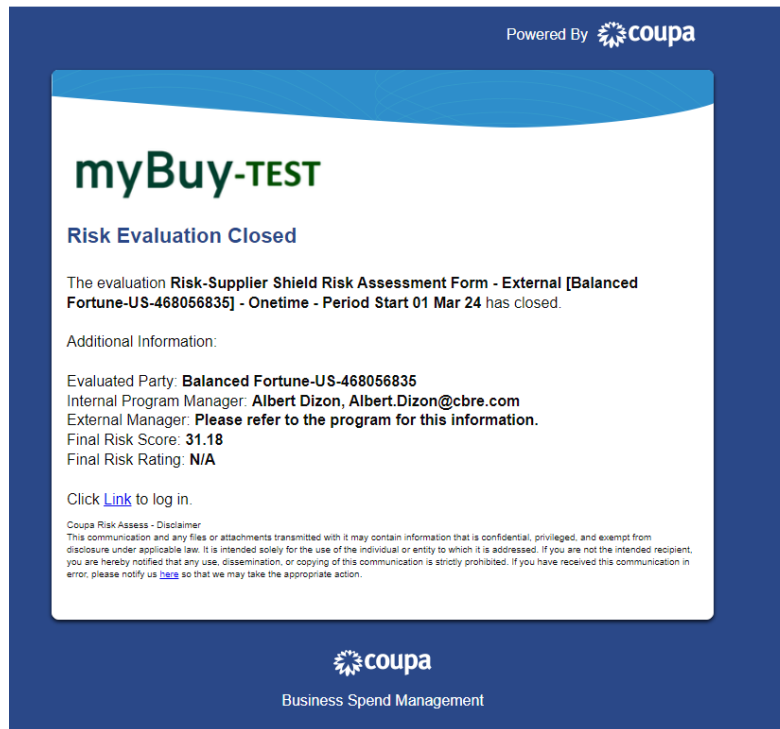 Powered By coupa
myBuy-TEST
Risk Evaluation Closed
The evaluation Risk-Supplier Shield Risk Assessment Form - External [Balanced
Fortune-US-468056835] - Onetime - Period Start 01 Mar 24 has closed.
Additional Information:
Evaluated Party: Balanced Fortune-US-468056835
Internal Program Manager: Albert Dizon, Albert.Dizon@cbre.com
External Manager: Please refer to the program for this information.
Final Risk Score: 31.18
Final Risk Rating: N/A
Click Link to log in.
Coupa Risk Assess - Disclaimer
This communication and any files or attachments transmitted with it may contain information that is confidential, privileged, and exempt from
disclosure under applicable law. It is intended solely for the use of the individual or entity to which it is addressed. If you are not the intended recipient,
you are hereby notified that any use, dissemination, or copying of this communication is strictly prohibited. If you have received this communication in
error, please notify us here so that we may take the appropriate action.
coupa
Business Spend Management